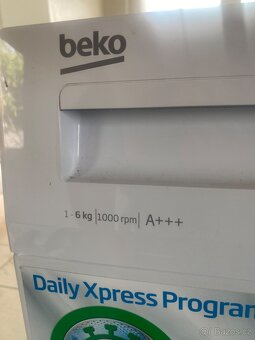 beko
1 - 6 kg | 1000 rpm | A+++
Daily Xpress Program